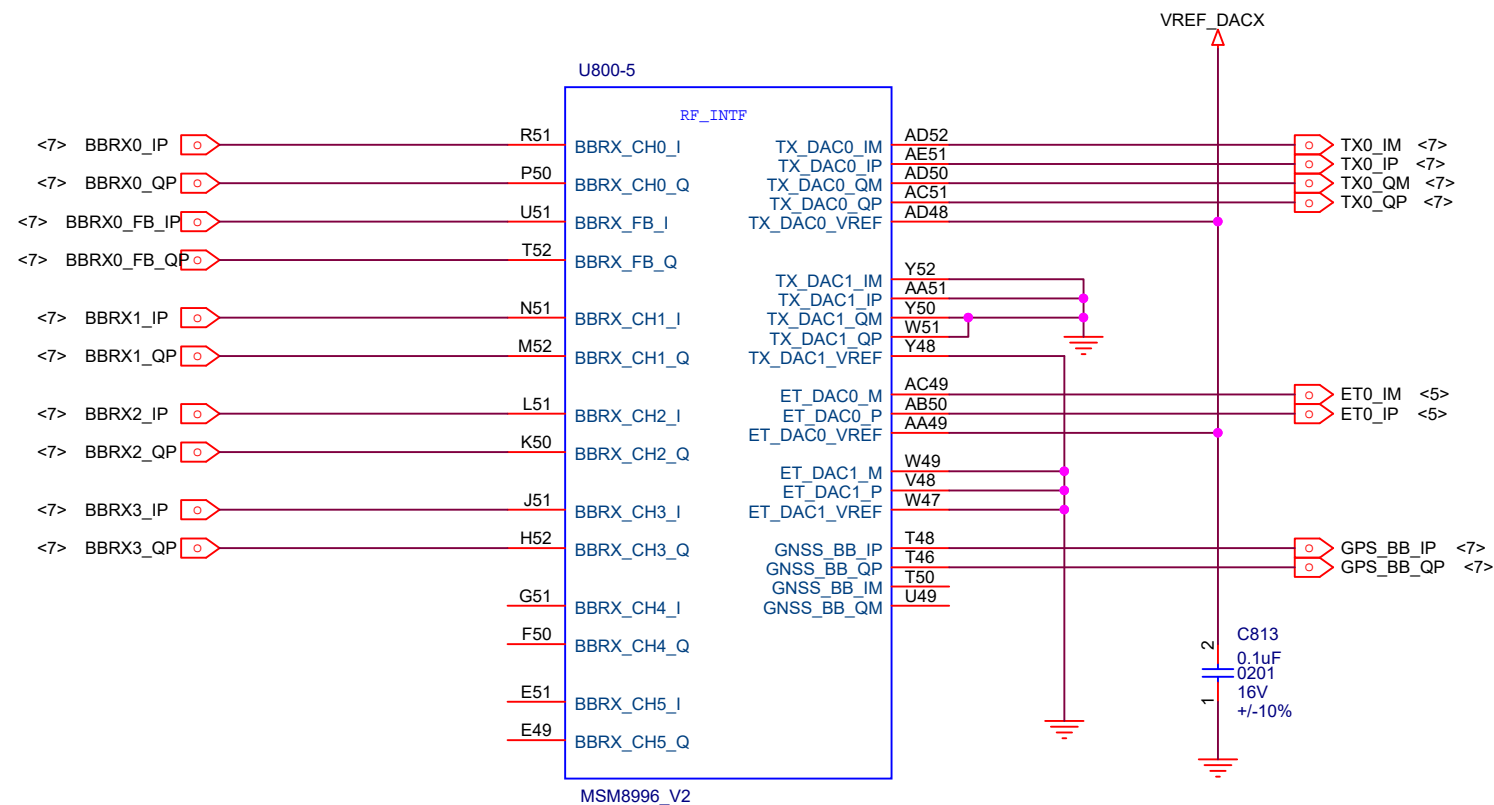 VREF_DACX
U800-5
RF_INTF
<7> BBRX0_IP R51 BBRX_CH0_I
<7> BBRX0_QP P50 BBRX_CH0_Q
<7> BBRX0_FB_IP U51 BBRX_FB_I
<7> BBRX0_FB_QP T52 BBRX_FB_Q
<7> BBRX1_IP N51 BBRX_CH1_I
<7> BBRX1_QP M52 BBRX_CH1_Q
<7> BBRX2_IP L51 BBRX_CH2_I
<7> BBRX2_QP K50 BBRX_CH2_Q
<7> BBRX3_IP J51 BBRX_CH3_I
<7> BBRX3_QP H52 BBRX_CH3_Q
G51 BBRX_CH4_I
F50 BBRX_CH4_Q
E51 BBRX_CH5_I
E49 BBRX_CH5_Q
TX_DAC0_IM AD52 TX0_IM <7>
TX_DAC0_IP AE51 TX0_IP <7>
TX_DAC0_QM AD50 TX0_QM <7>
TX_DAC0_QP AC51 TX0_QP <7>
TX_DAC0_VREF AD48
TX_DAC1_IM Y52
TX_DAC1_IP AA51
TX_DAC1_QM Y50
TX_DAC1_QP W51
TX_DAC1_VREF Y48
ET_DAC0_M AC49 ET0_IM <5>
ET_DAC0_P AB50 ET0_IP <5>
ET_DAC0_VREF AA49
ET_DAC1_M W49
ET_DAC1_P V48
ET_DAC1_VREF W47
GNSS_BB_IP T48 GPS_BB_IP <7>
GNSS_BB_QP T46 GPS_BB_QP <7>
GNSS_BB_IM T50
GNSS_BB_QM U49
2
1
C813
0.1uF
0201
16V
+/-10%
MSM8996_V2